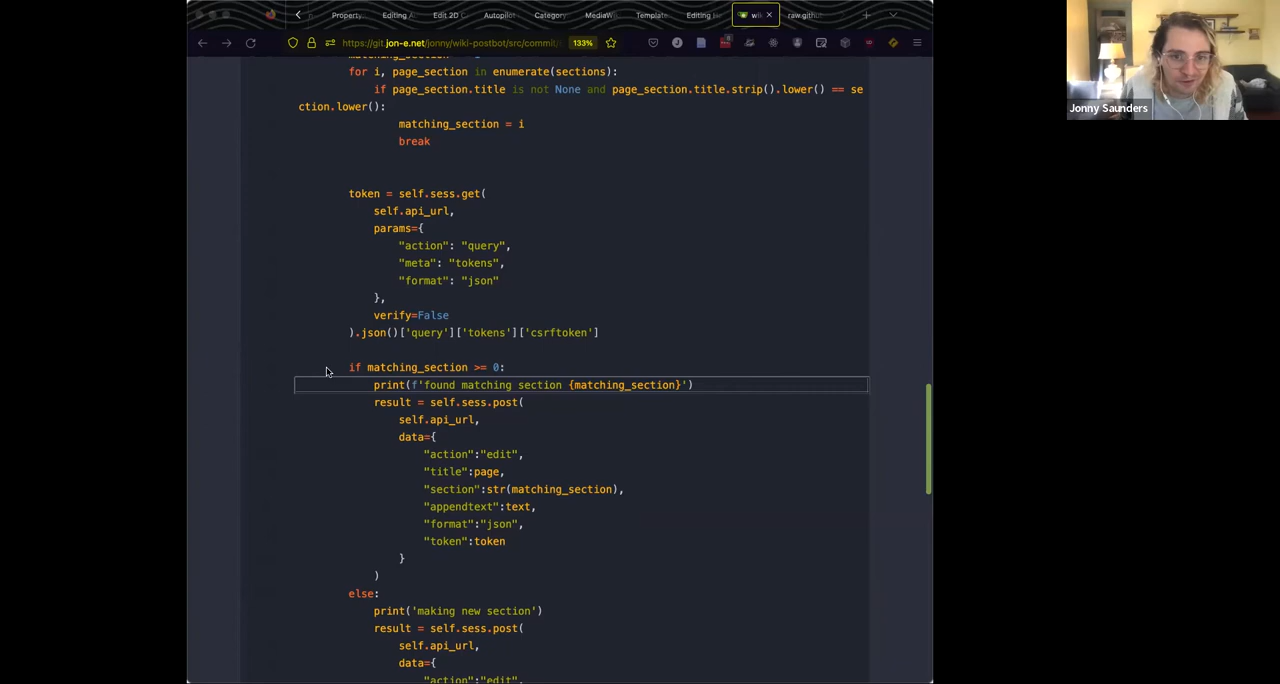 Property
Editing A
Edit 2D C
Autopilot
Category
MediaWi
Template
Editing H
wi
raw.githu
https://git.jon-e.net/jonny/wiki-postbot/src/commit/
133%
for i, page_section in enumerate(sections):
if page_section.title is not None and page_section.title.strip().lower() == se
ction.lower():
matching_section = i
break
token = self.sess.get(
self.api_url,
params={
"action": "query",
"meta": "tokens",
"format": "json"
},
verify=False
).json()['query']['tokens']['csrftoken']
if matching_section >= 0:
print(f'found matching section {matching_section}')
result = self.sess.post(
self.api_url,
data={
"action":"edit",
"title":page,
"section":str(matching_section),
"appendtext":text,
"format":"json",
"token":token
}
)
else:
print('making new section')
result = self.sess.post(
self.api_url,
data={
"action":"edit",
Jonny Saunders